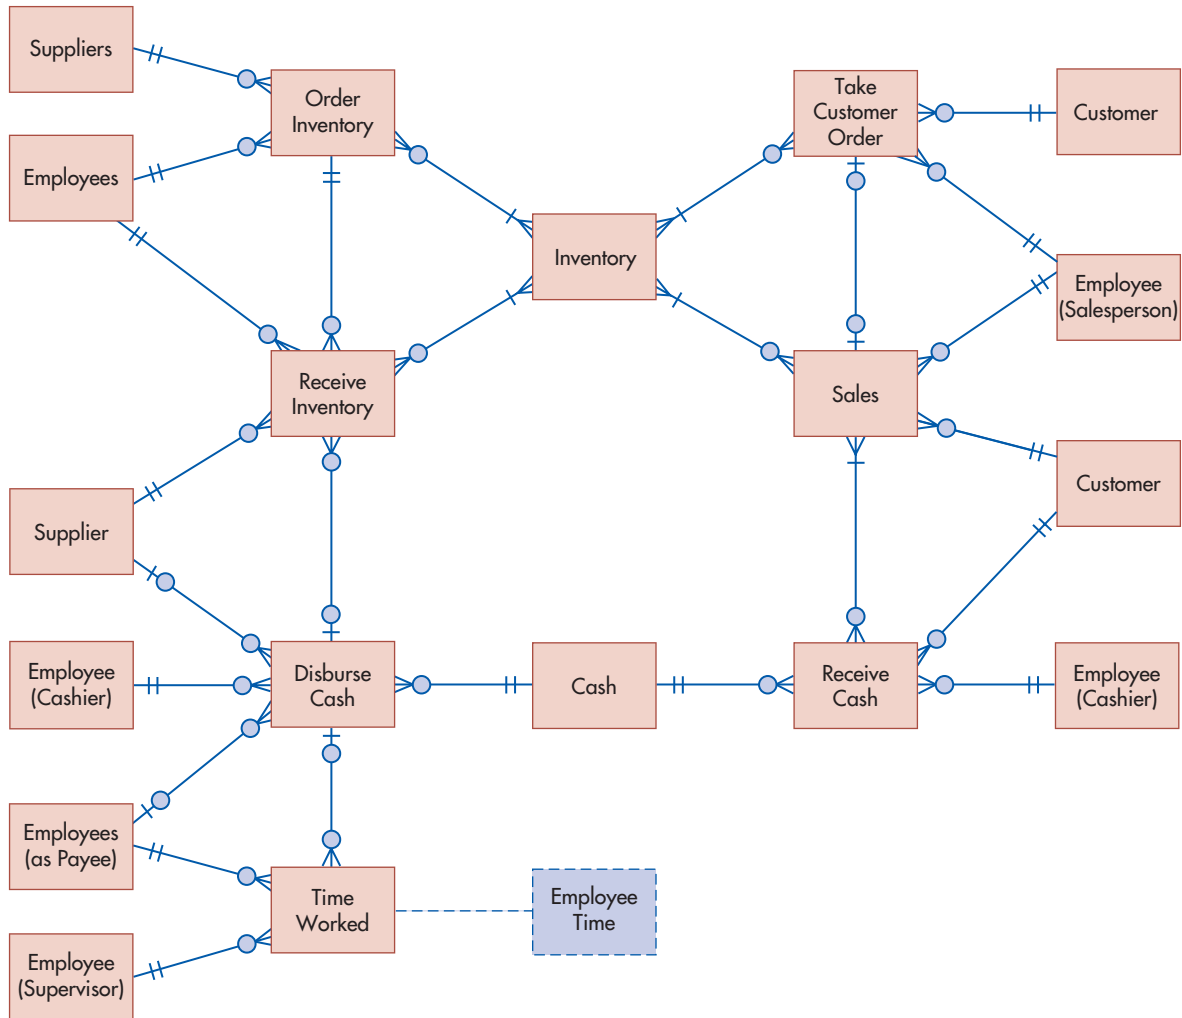 Suppliers
Order
Inventory
Take
Customer
Order
Customer
Employees
Inventory
Employee
(Salesperson)
Receive
Inventory
Sales
Customer
Supplier
Employee
(Cashier)
Disburse
Cash
Cash
Receive
Cash
Employee
(Cashier)
Employees
(as Payee)
Time
Worked
Employee
Time
Employee
(Supervisor)